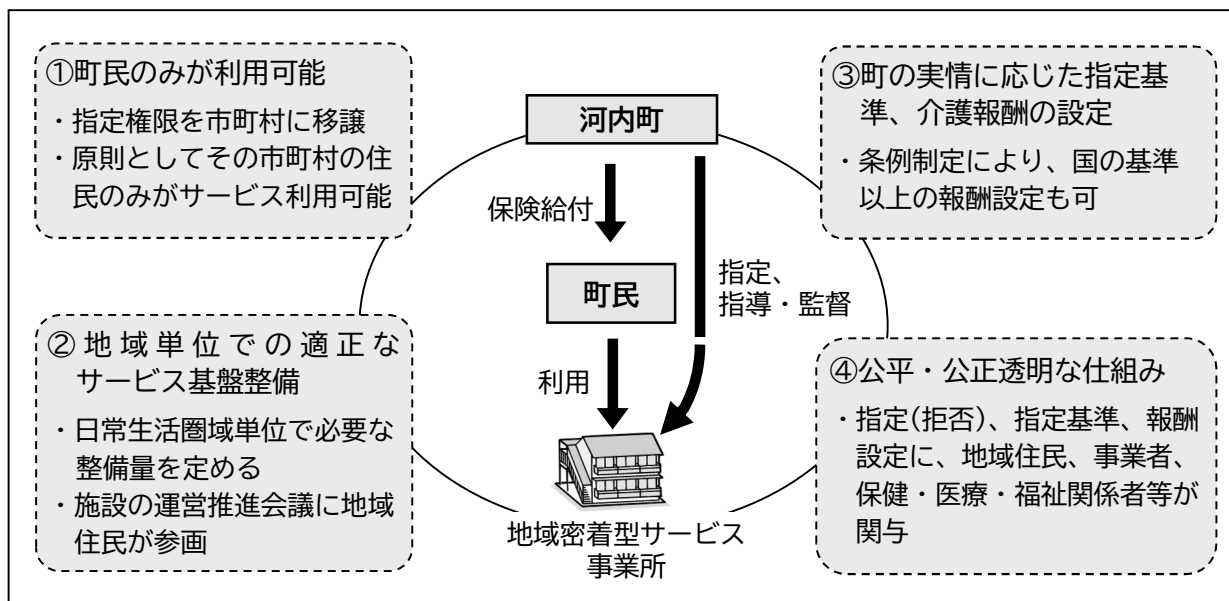 ①町民のみが利用可能
・指定権限を市町村に移譲
・原則としてその市町村の住
民のみがサービス利用可能
②地域単位での適正な
サービス基盤整備
・日常生活圏域単位で必要な
整備量を定める
・施設の運営推進会議に地域
住民が参画
河内町
保険給付
町民
指定、
指導・監督
利用
地域密着型サービス
事業所
③町の実情に応じた指定基
準、介護報酬の設定
・条例制定により、国の基準
以上の報酬設定も可
④公平・公正透明な仕組み
・指定(拒否)、指定基準、報酬
設定に、地域住民、事業者、
保健・医療・福祉関係者等が
関与